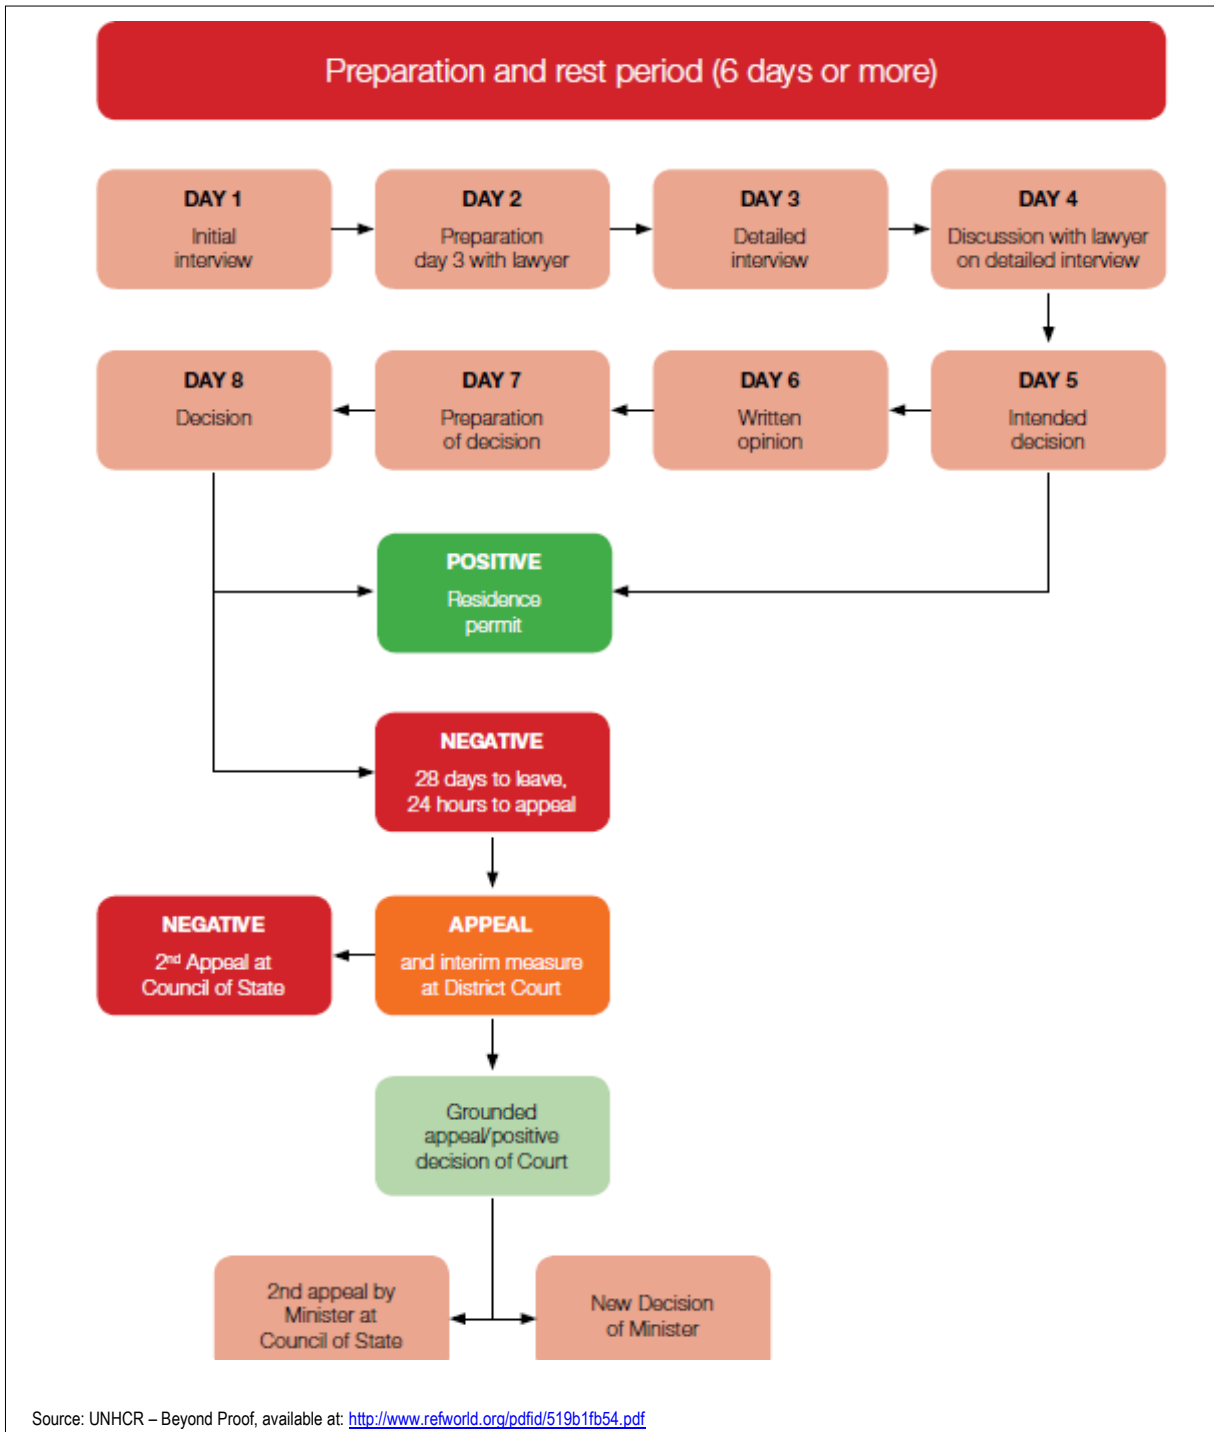 Preparation and rest period (6 days or more)
DAY 1
Initial
interview
DAY 2
Preparation
day 3 with lawyer
DAY 3
Detailed
interview
DAY 4
Discussion with lawyer
on detailed interview
DAY 8
Decision
DAY 7
Preparation
of decision
DAY 6
Written
opinion
DAY 5
Intended
decision
POSITIVE
Residence
permit
NEGATIVE
28 days to leave,
24 hours to appeal
NEGATIVE
2nd Appeal at
Council of State
APPEAL
and interim measure
at District Court
Grounded
appeal/positive
decision of Court
2nd appeal by
Minister at
Council of State
New Decision
of Minister
Source: UNHCR – Beyond Proof, available at: http://www.refworld.org/pdfid/519b1fb54.pdf